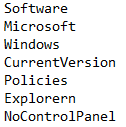 Software
Microsoft
Windows
CurrentVersion
Policies
Explorern
NoControlPanel